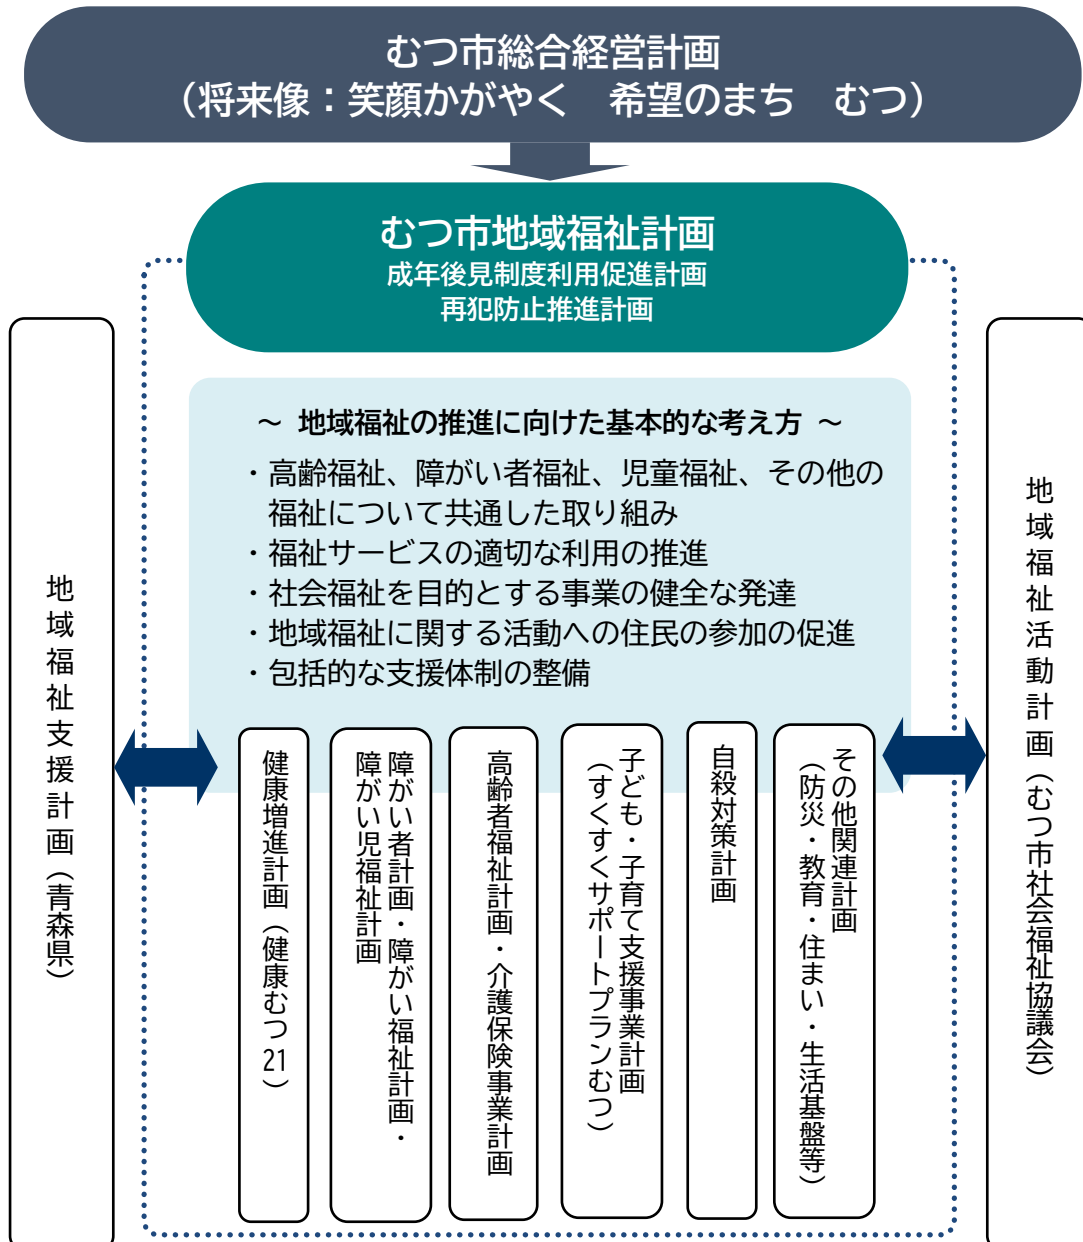 むつ市総合経営計画
（将来像：笑顔かがやく　希望のまち　むつ）
むつ市地域福祉計画
成年後見制度利用促進計画
再犯防止推進計画
～ 地域福祉の推進に向けた基本的な考え方 ～
・高齢福祉、障がい者福祉、児童福祉、その他の
福祉について共通した取り組み
・福祉サービスの適切な利用の推進
・社会福祉を目的とする事業の健全な発達
・地域福祉に関する活動への住民の参加の促進
・包括的な支援体制の整備
地域福祉支援計画（青森県）
健康増進計画（健康むつ21）
障がい者計画・障がい福祉計画・
障がい児福祉計画
高齢者福祉計画・介護保険事業計画
子ども・子育て支援事業計画
（すくすくサポートプランむつ）
自殺対策計画
その他関連計画
（防災・教育・住まい・生活基盤等）
地域福祉活動計画（むつ市社会福祉協議会）